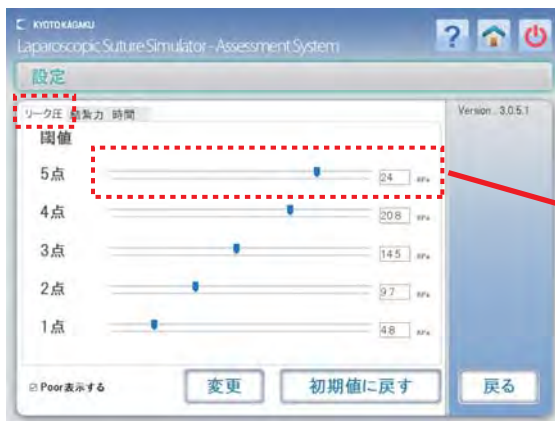 KYOTO KAGAKU
Laparoscopic Suture Simulator - Assessment System
設定
リーク圧 緊力 時間
Version . 3.0.5.1
閾値
5点 24 kPa
4点 20.8 kPa
3点 14.5 kPa
2点 9.7 kPa
1点 4.8 kPa
Poor表示する 変更 初期値に戻す 戻る